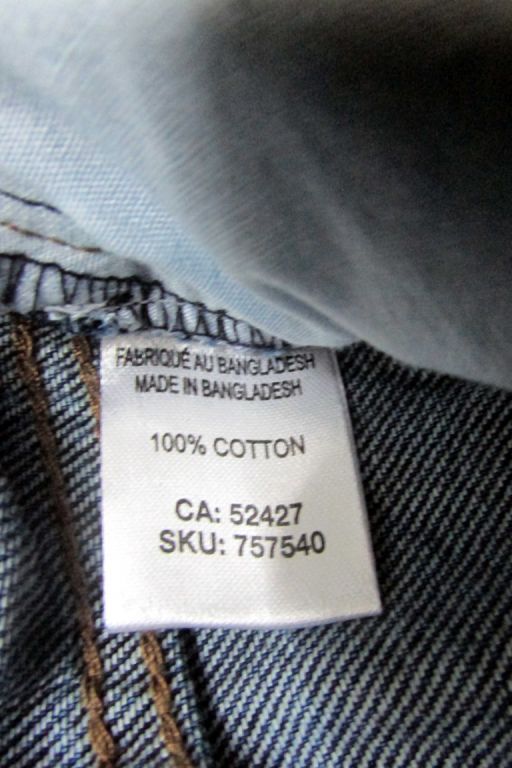 FABRIQUÉ AU BANGLADESH
MADE IN BANGLADESH
100% COTTON
CA: 52427
SKU: 757540